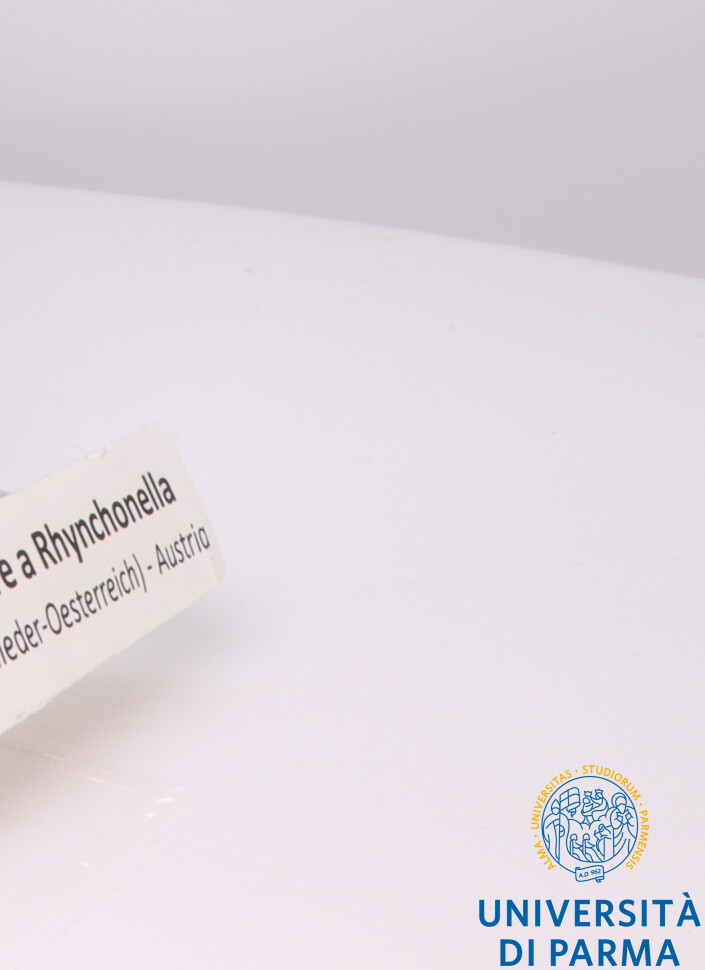 e a Rhynchonella
ieder-Oesterreich) - Austria
ALMA · UNIVERSITAS · STUDIORUM · PARMENSIS
A.D. 962
UNIVERSITÀ
DI PARMA